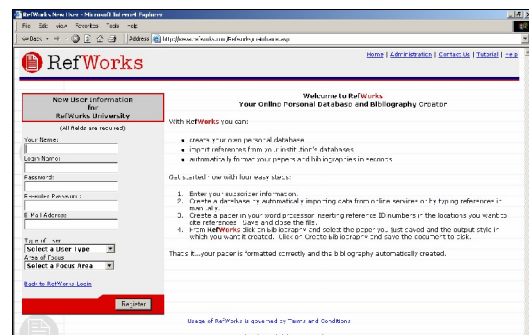 RefWorks New User - Microsoft Internet Explorer
File Edit View Favorites Tools Help
Back Address
Home | Administration | Contact Us | Tutorial | Help
RefWorks
New User Information
for
RefWorks University
(All fields are required)
Your Name:
Login Name:
Password:
Re-enter Password:
E-Mail Address
Type of User
Select a User Type
Area of Focus
Select a Focus Area
Back to RefWorks Login
Register
Welcome to RefWorks
Your Online Personal Database and Bibliography Creator
With RefWorks you can:
• create your own personal database
• import references from your institution's databases
• automatically format your papers and bibliographies in seconds
Get started now with four easy steps:
1. Enter your subscriber information.
2. Create a database by automatically importing data from online services or by typing references in
manually.
3. Create a paper in your word processor inserting reference ID numbers in the locations you want to
cite references. Save and close the file.
4. From RefWorks click on Bibliography and select the paper you just saved and the output style in
which you want it created. Click on Create Bibliography and save the document to disk.
That's it...your paper is formatted correctly and the bibliography automatically created.
Usage of RefWorks is governed by Terms and Conditions